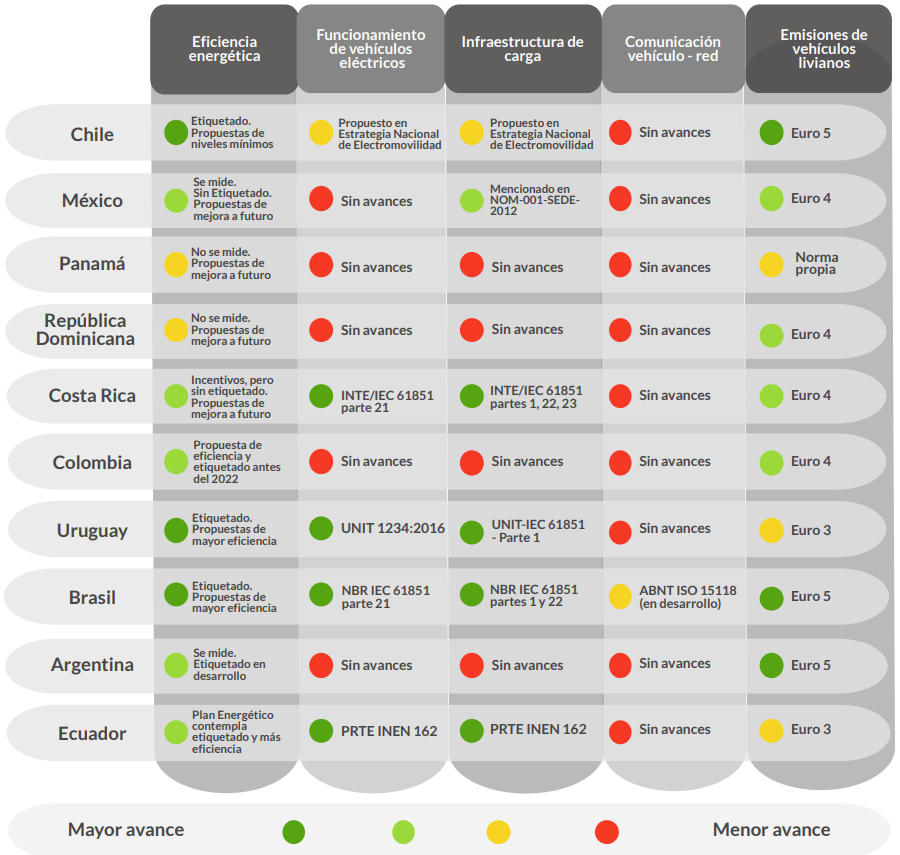 Eficiencia
energética
Funcionamiento
de vehículos
eléctricos
Infraestructura de
carga
Comunicación
vehículo - red
Emisiones de
vehículos
livianos
Chile
Etiquetado.
Propuestas de
niveles mínimos
Propuesto en
Estrategia Nacional
de Electromovilidad
Propuesto en
Estrategia Nacional
de Electromovilidad
Sin avances
Euro 5
México
Se mide.
Sin Etiquetado.
Propuestas de
mejora a futuro
Sin avances
Mencionado en
NOM-001-SEDE-
2012
Sin avances
Euro 4
Panamá
No se mide.
Propuestas de
mejora a futuro
Sin avances
Sin avances
Sin avances
Norma
propia
República
Dominicana
No se mide.
Propuestas de
mejora a futuro
Sin avances
Sin avances
Sin avances
Euro 4
Costa Rica
Incentivos, pero
sin etiquetado.
Propuestas de
mejora a futuro
INTE/IEC 61851
parte 21
INTE/IEC 61851
partes 1, 22, 23
Sin avances
Euro 4
Colombia
Propuesta de
eficiencia y
etiquetado antes
del 2022
Sin avances
Sin avances
Sin avances
Euro 4
Uruguay
Etiquetado.
Propuestas de
mayor eficiencia
UNIT 1234:2016
UNIT-IEC 61851
- Parte 1
Sin avances
Euro 3
Brasil
Etiquetado.
Propuestas de
mayor eficiencia
NBR IEC 61851
parte 21
NBR IEC 61851
partes 1 y 22
ABNT ISO 15118
(en desarrollo)
Euro 5
Argentina
Se mide.
Etiquetado en
desarrollo
Sin avances
Sin avances
Sin avances
Euro 5
Ecuador
Plan Energético
contempla
etiquetado y más
eficiencia
PRTE INEN 162
PRTE INEN 162
Sin avances
Euro 3
Mayor avance
Menor avance